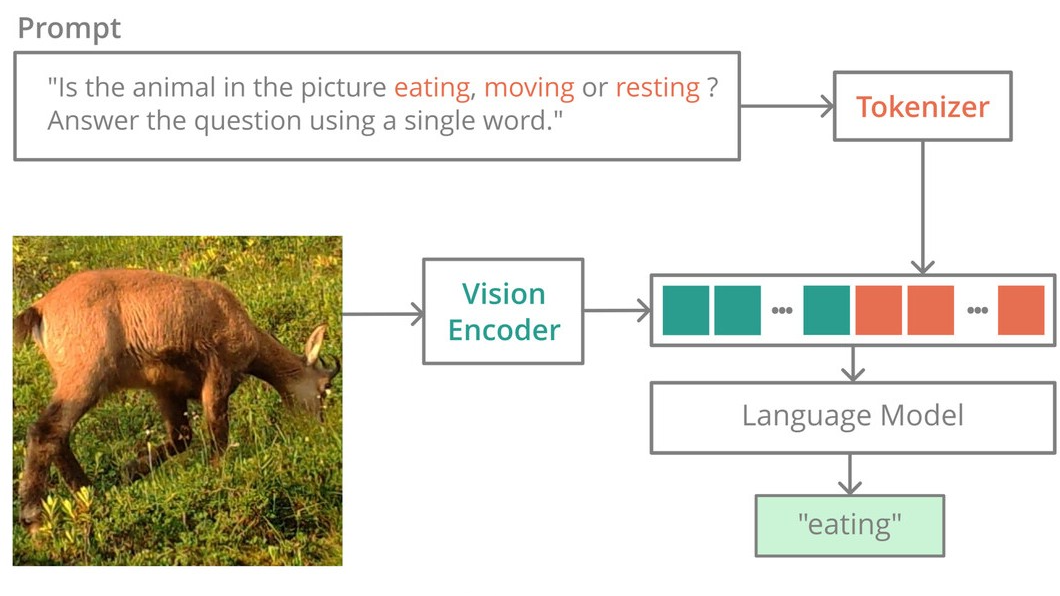 Prompt
"Is the animal in the picture eating, moving or resting ?
Answer the question using a single word."
Tokenizer
Vision
Encoder
Language Model
"eating"